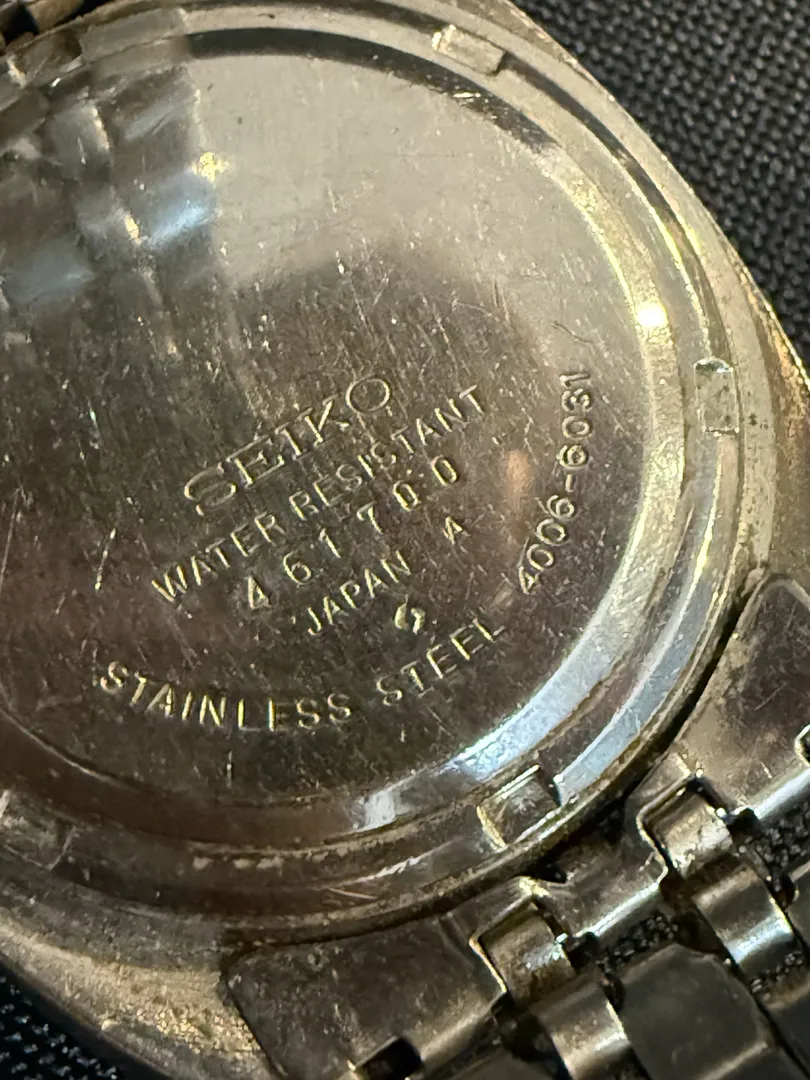 SEIKO
WATER RESISTANT
461700
JAPAN A
STAINLESS STEEL 4006-6031